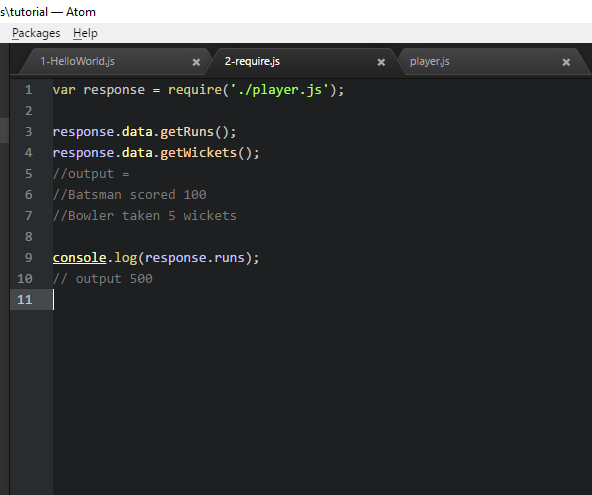 s\tutorial — Atom
Packages Help
1-HelloWorld.js × 2-require.js × player.js ×
1 var response = require('./player.js');
2
3 response.data.getRuns();
4 response.data.getWickets();
5 //output =
6 //Batsman scored 100
7 //Bowler taken 5 wickets
8
9 console.log(response.runs);
10 // output 500
11